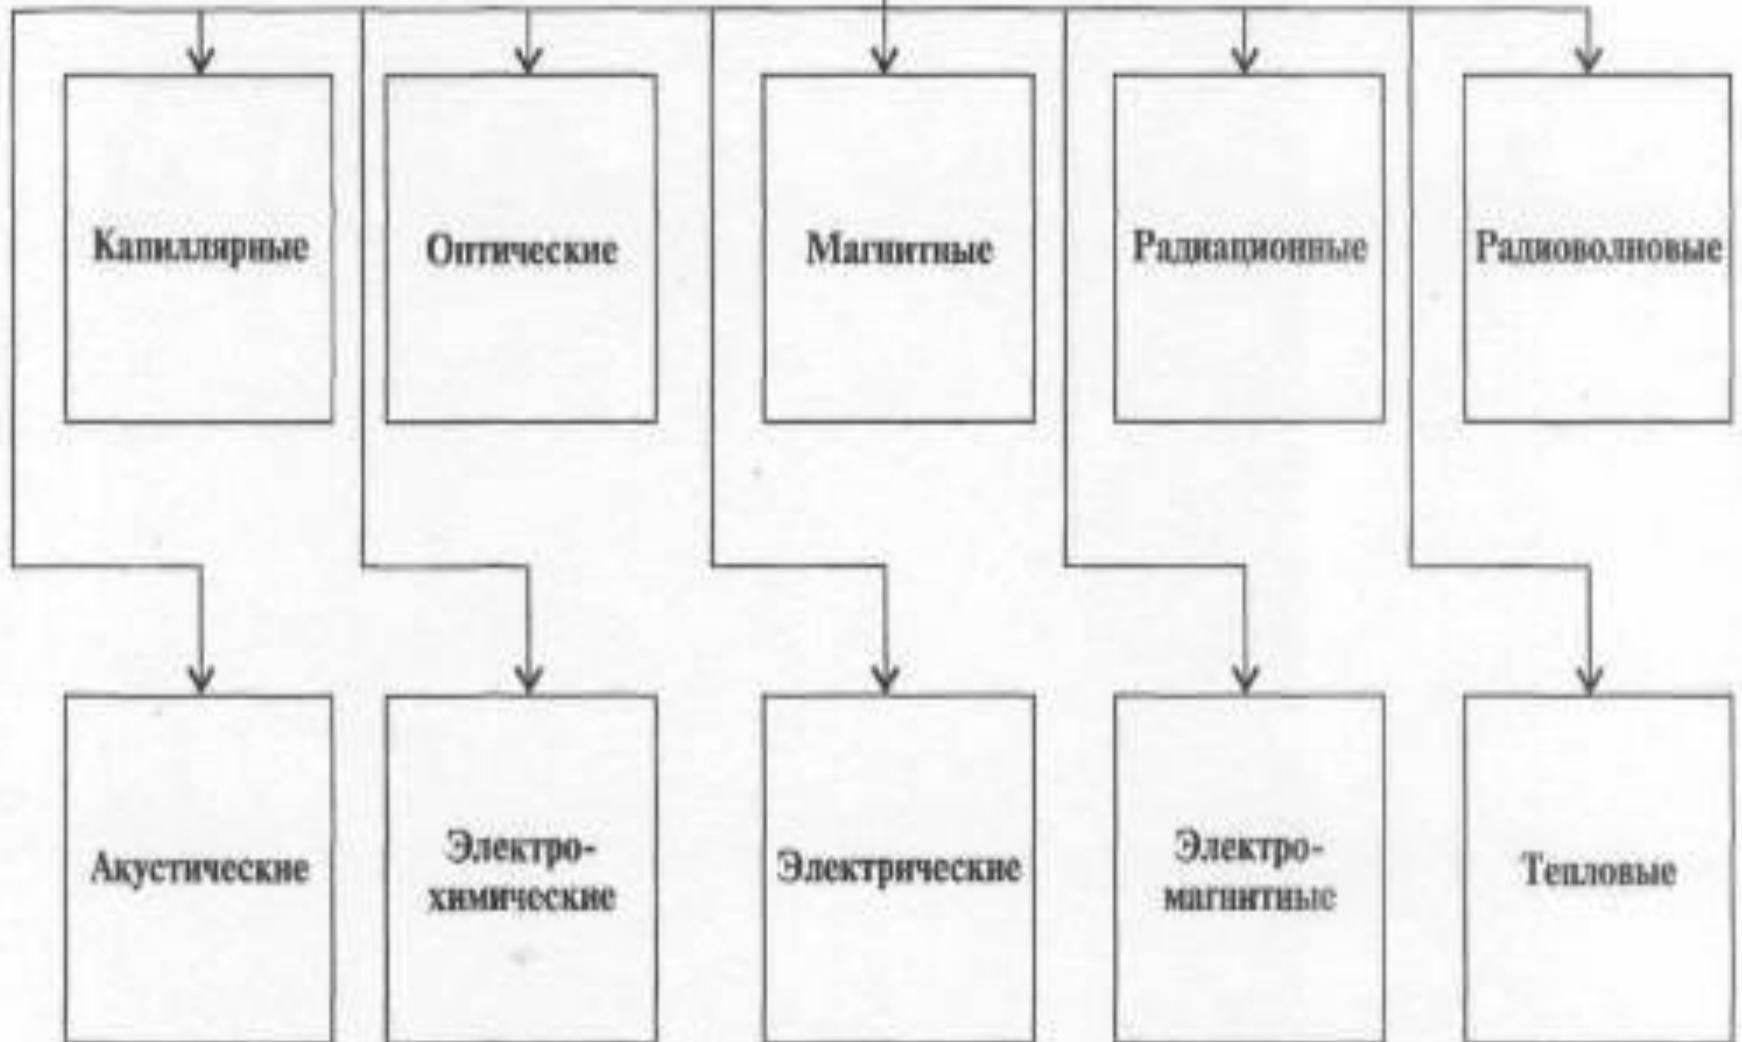 Капиллярные
Оптические
Магнитные
Радиационные
Радиоволновые
Акустические
Электро-
химические
Электрические
Электро-
магнитные
Тепловые